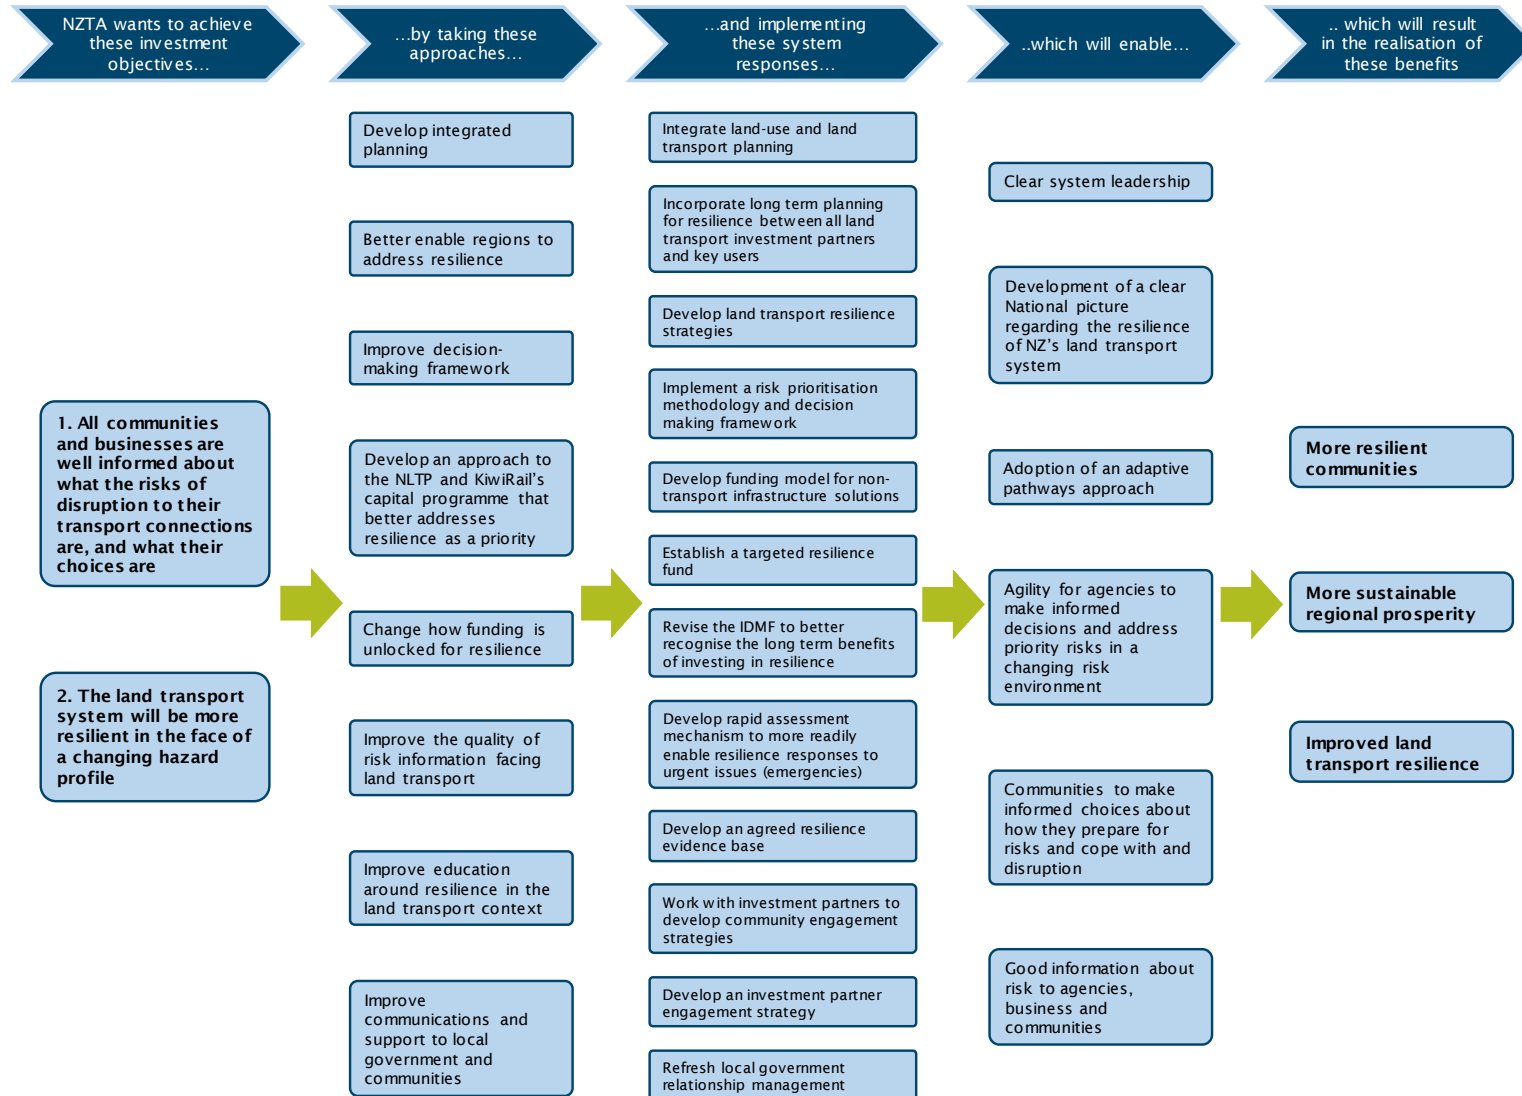 NZTA wants to achieve
these investment
objectives…
…by taking these
approaches…
…and implementing
these system
responses…
..which will enable…
.. which will result
in the realisation of
these benefits
1. All communities
and businesses are
well informed about
what the risks of
disruption to their
transport connections
are, and what their
choices are
2. The land transport
system will be more
resilient in the face of
a changing hazard
profile
Develop integrated
planning
Better enable regions to
address resilience
Improve decision-
making framework
Develop an approach to
the NLTP and KiwiRail’s
capital programme that
better addresses
resilience as a priority
Change how funding is
unlocked for resilience
Improve the quality of
risk information facing
land transport
Improve education
around resilience in the
land transport context
Improve
communications and
support to local
government and
communities
Integrate land-use and land
transport planning
Incorporate long term planning
for resilience between all land
transport investment partners
and key users
Develop land transport resilience
strategies
Implement a risk prioritisation
methodology and decision
making framework
Develop funding model for non-
transport infrastructure solutions
Establish a targeted resilience
fund
Revise the IDMF to better
recognise the long term benefits
of investing in resilience
Develop rapid assessment
mechanism to more readily
enable resilience responses to
urgent issues (emergencies)
Develop an agreed resilience
evidence base
Work with investment partners to
develop community engagement
strategies
Develop an investment partner
engagement strategy
Refresh local government
relationship management
Clear system leadership
Development of a clear
National picture
regarding the resilience
of NZ’s land transport
system
Adoption of an adaptive
pathways approach
Agility for agencies to
make informed
decisions and address
priority risks in a
changing risk
environment
Communities to make
informed choices about
how they prepare for
risks and cope with and
disruption
Good information about
risk to agencies,
business and
communities
More resilient
communities
More sustainable
regional prosperity
Improved land
transport resilience